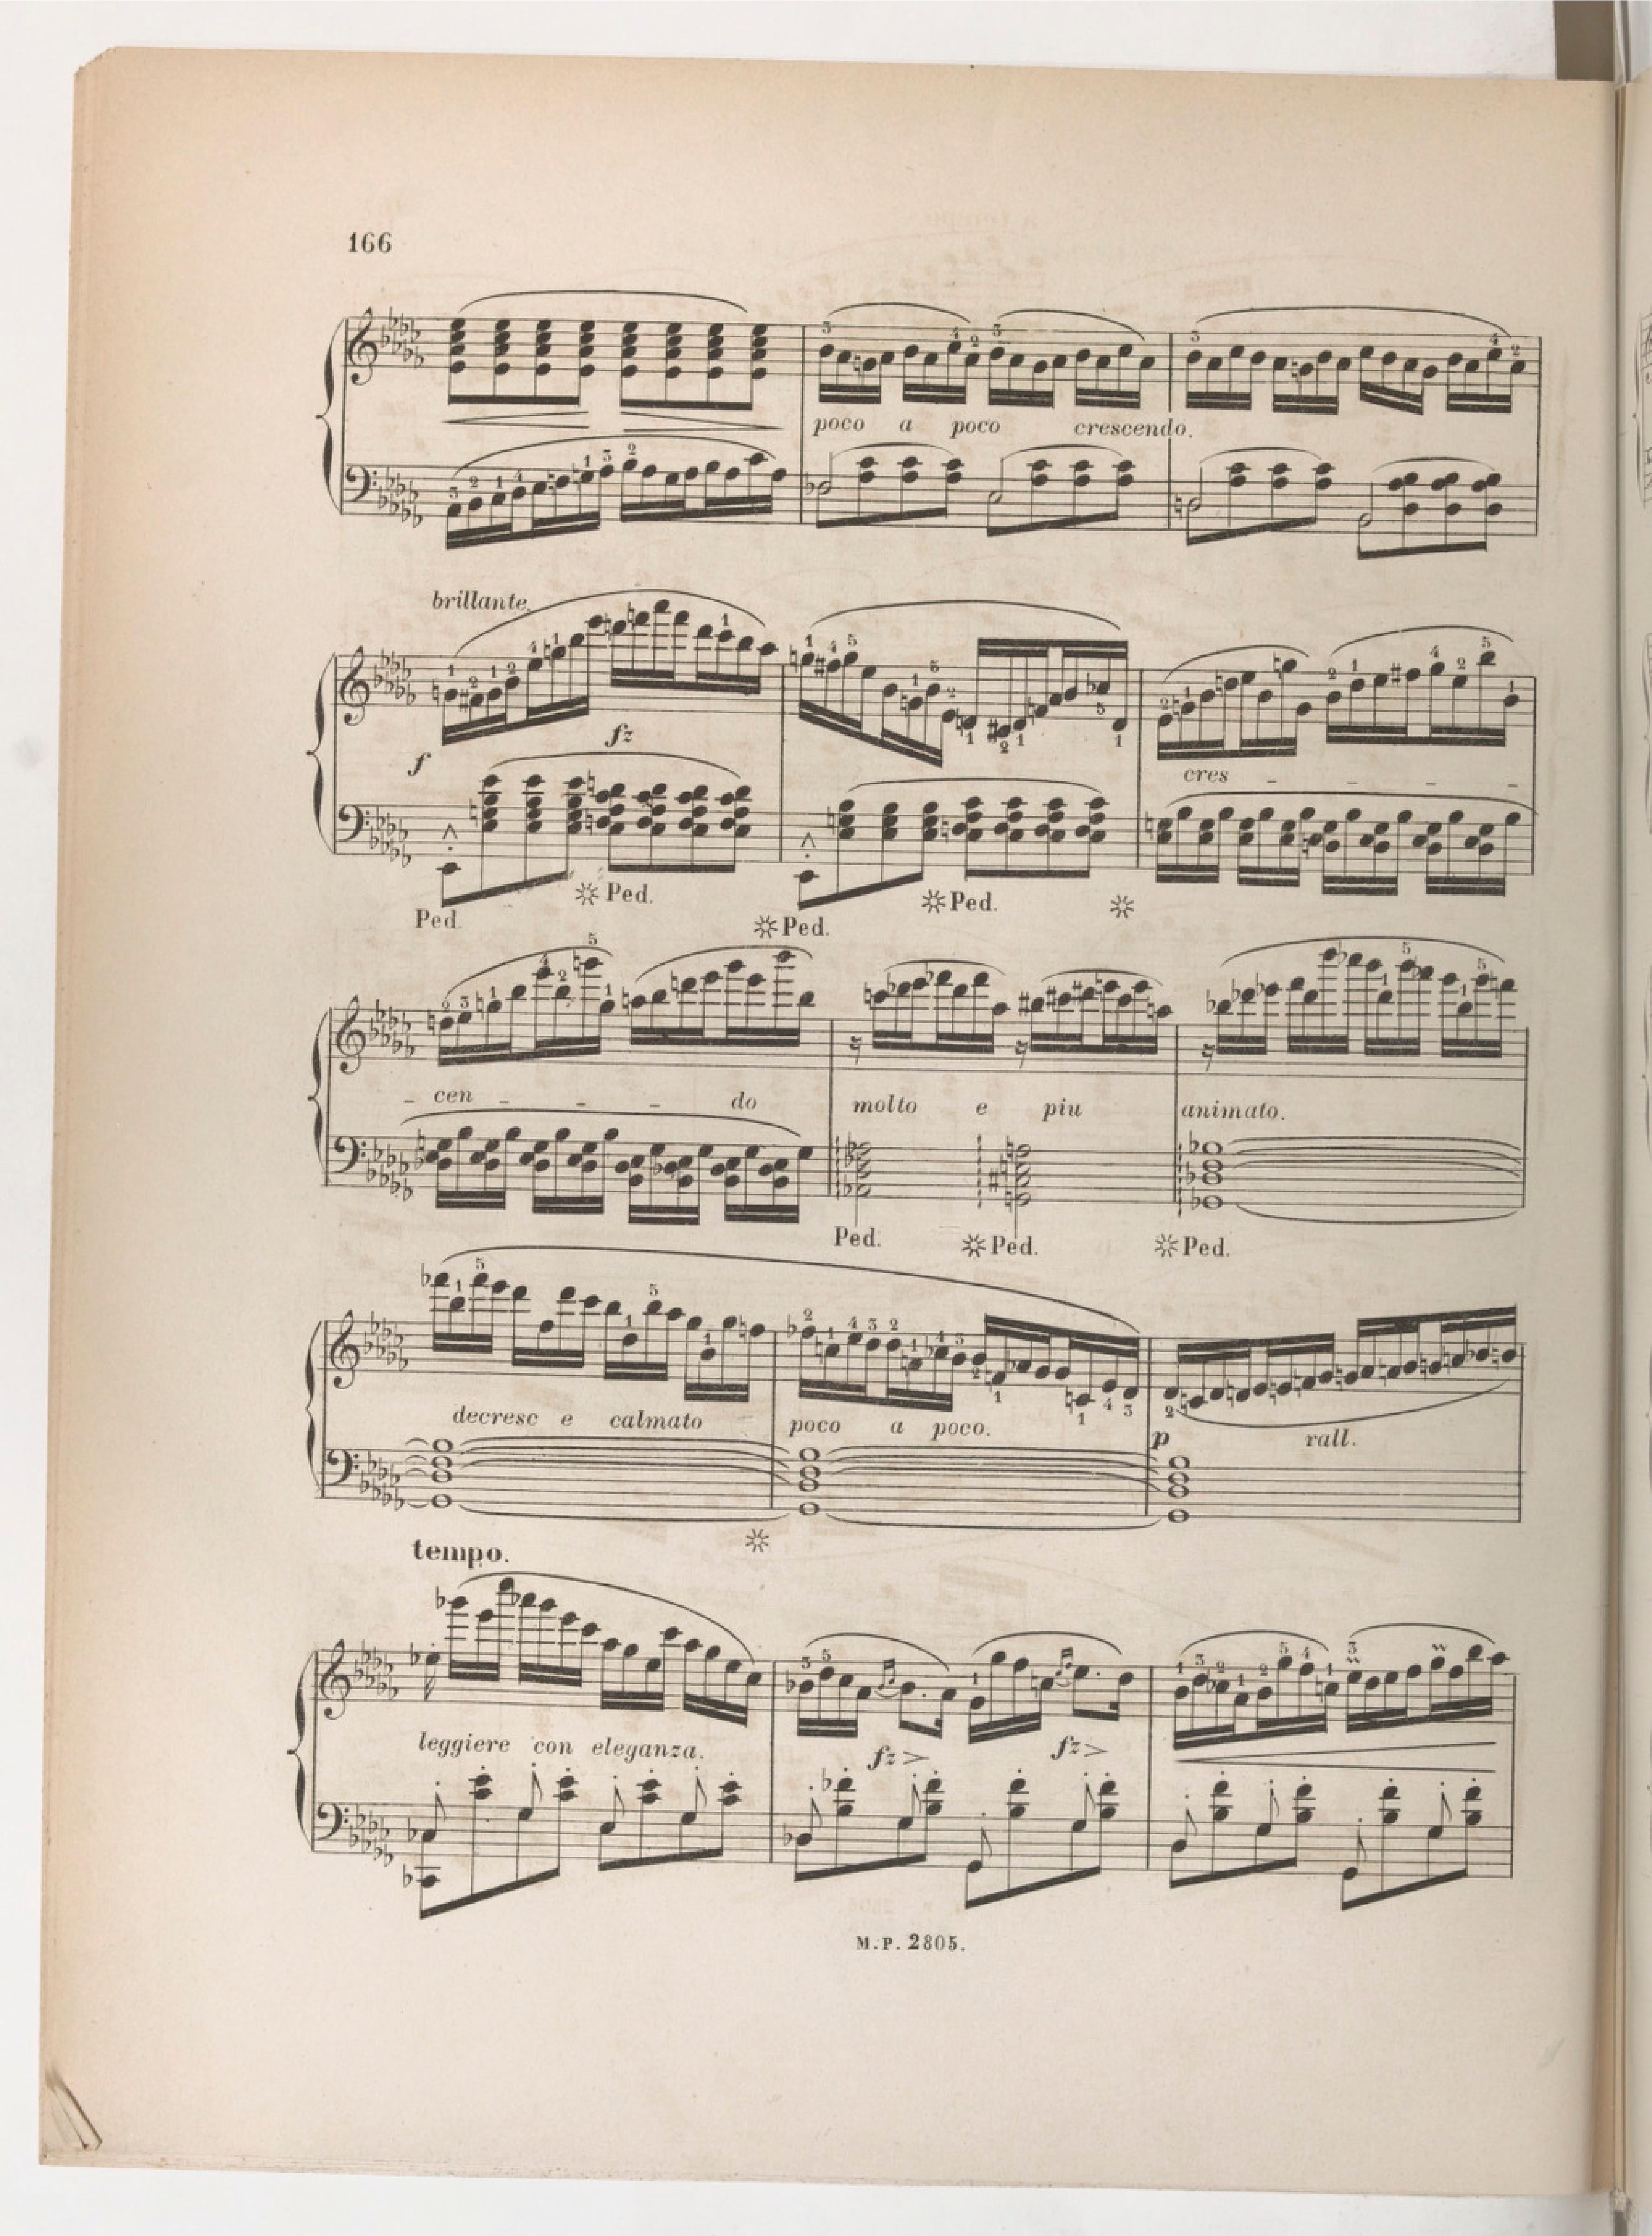 166
poco a poco crescendo.
brillante.
f fz
cres - - - -
Ped. Ped. Ped. Ped.
- cen - - - do molto e piu animato.
Ped. Ped. Ped.
decresc e calmato poco a poco. p rall.
tempo.
leggiere con eleganza. fz> fz>
M.P. 2805.